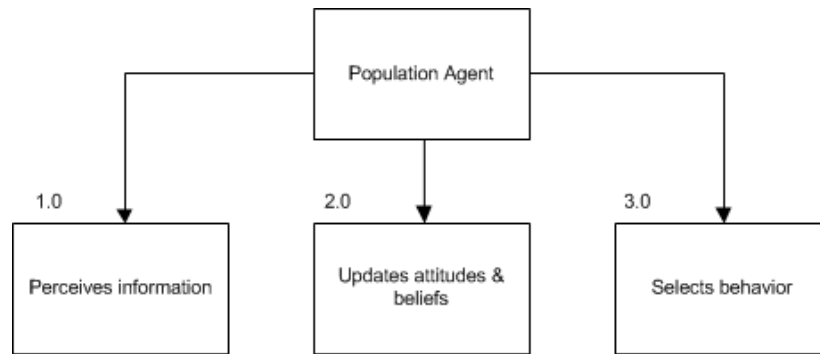 Population Agent
1.0
2.0
3.0
Perceives information
Updates attitudes &
beliefs
Selects behavior